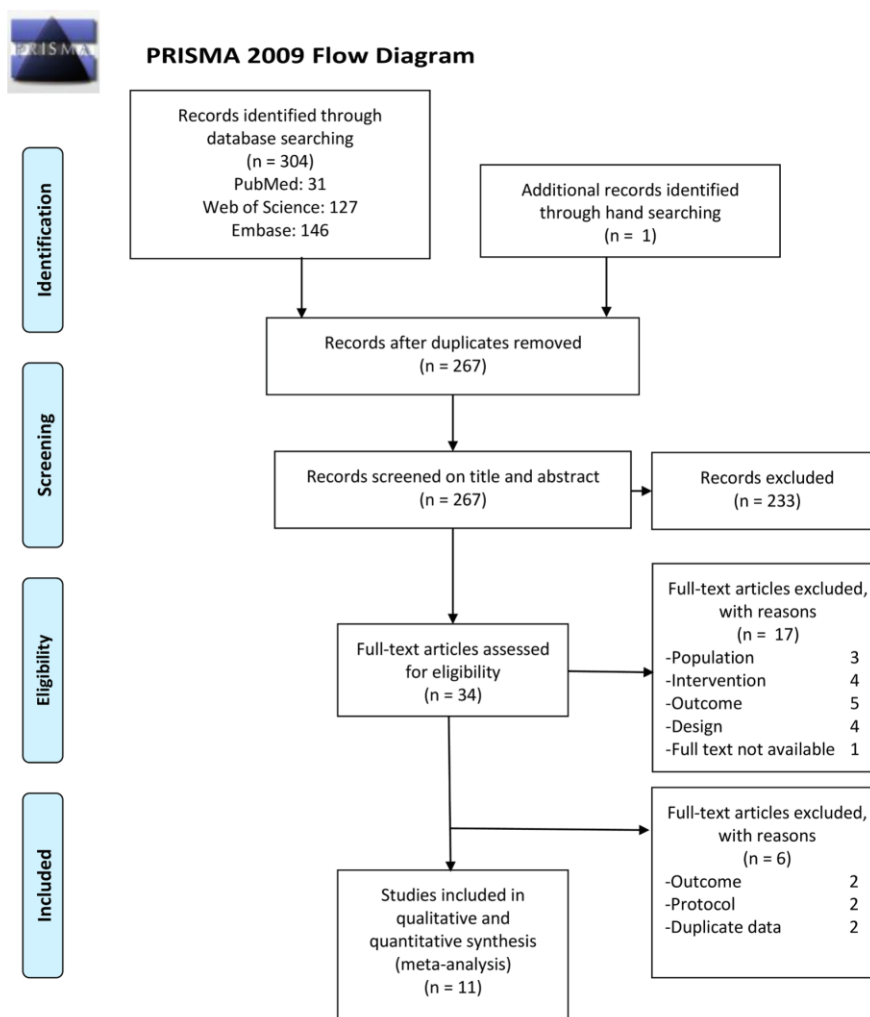 PRISMA
PRISMA 2009 Flow Diagram
Identification
Records identified through
database searching
(n = 304)
PubMed: 31
Web of Science: 127
Embase: 146
Additional records identified
through hand searching
(n = 1)
Records after duplicates removed
(n = 267)
Screening
Records screened on title and abstract
(n = 267)
Records excluded
(n = 233)
Eligibility
Full-text articles assessed
for eligibility
(n = 34)
Full-text articles excluded,
with reasons
(n = 17)
-Population 3
-Intervention 4
-Outcome 5
-Design 4
-Full text not available 1
Included
Full-text articles excluded,
with reasons
(n = 6)
-Outcome 2
-Protocol 2
-Duplicate data 2
Studies included in
qualitative and
quantitative synthesis
(meta-analysis)
(n = 11)